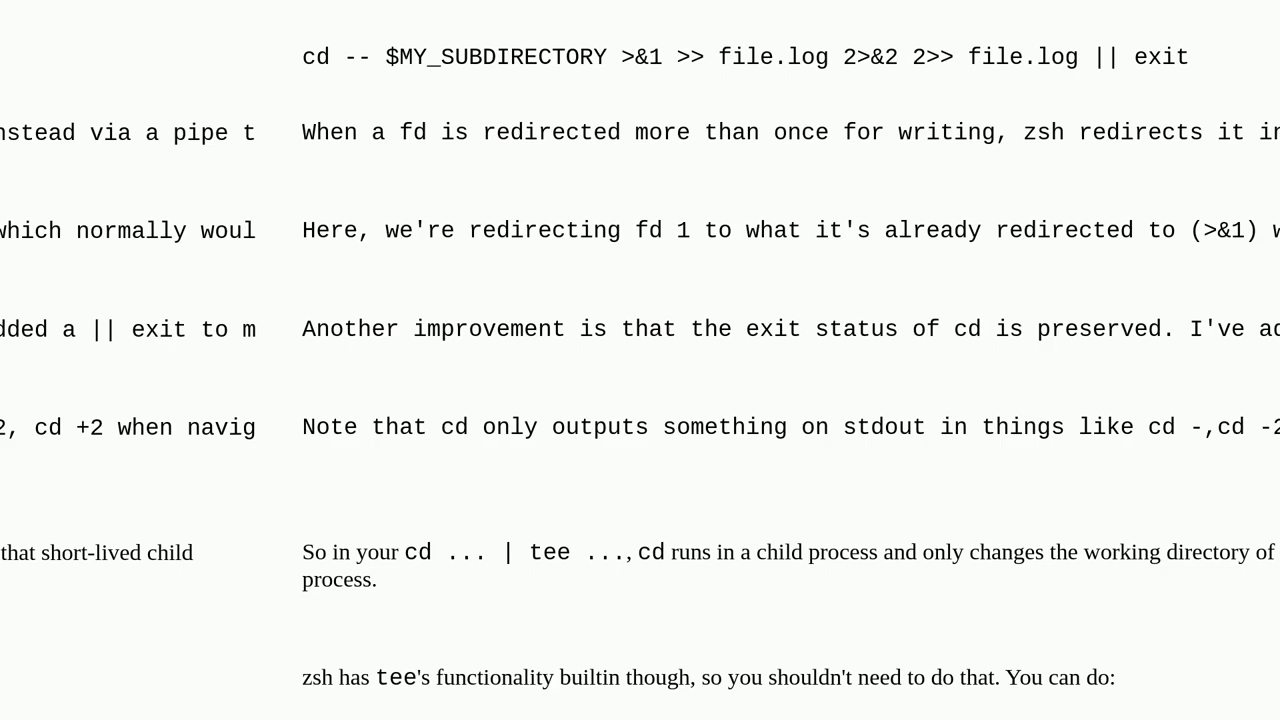 cd -- $MY_SUBDIRECTORY >&1 >> file.log 2>&2 2>> file.log || exit
nstead via a pipe t
When a fd is redirected more than once for writing, zsh redirects it in
which normally woul
Here, we're redirecting fd 1 to what it's already redirected to (>&1) w
dded a || exit to m
Another improvement is that the exit status of cd is preserved. I've ad
2, cd +2 when navig
Note that cd only outputs something on stdout in things like cd -,cd -2
that short-lived child
So in your cd ... | tee ..., cd runs in a child process and only changes the working directory of
process.
zsh has tee's functionality builtin though, so you shouldn't need to do that. You can do: